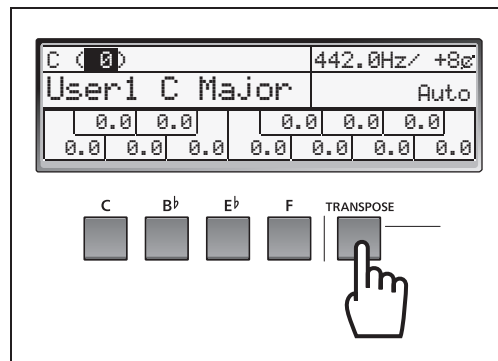 C ( 0) 442.0Hz/ +8¢
User1 C Major Auto
0.0 0.0 0.0 0.0 0.0
0.0 0.0 0.0 0.0 0.0 0.0 0.0
C B♭ E♭ F TRANSPOSE